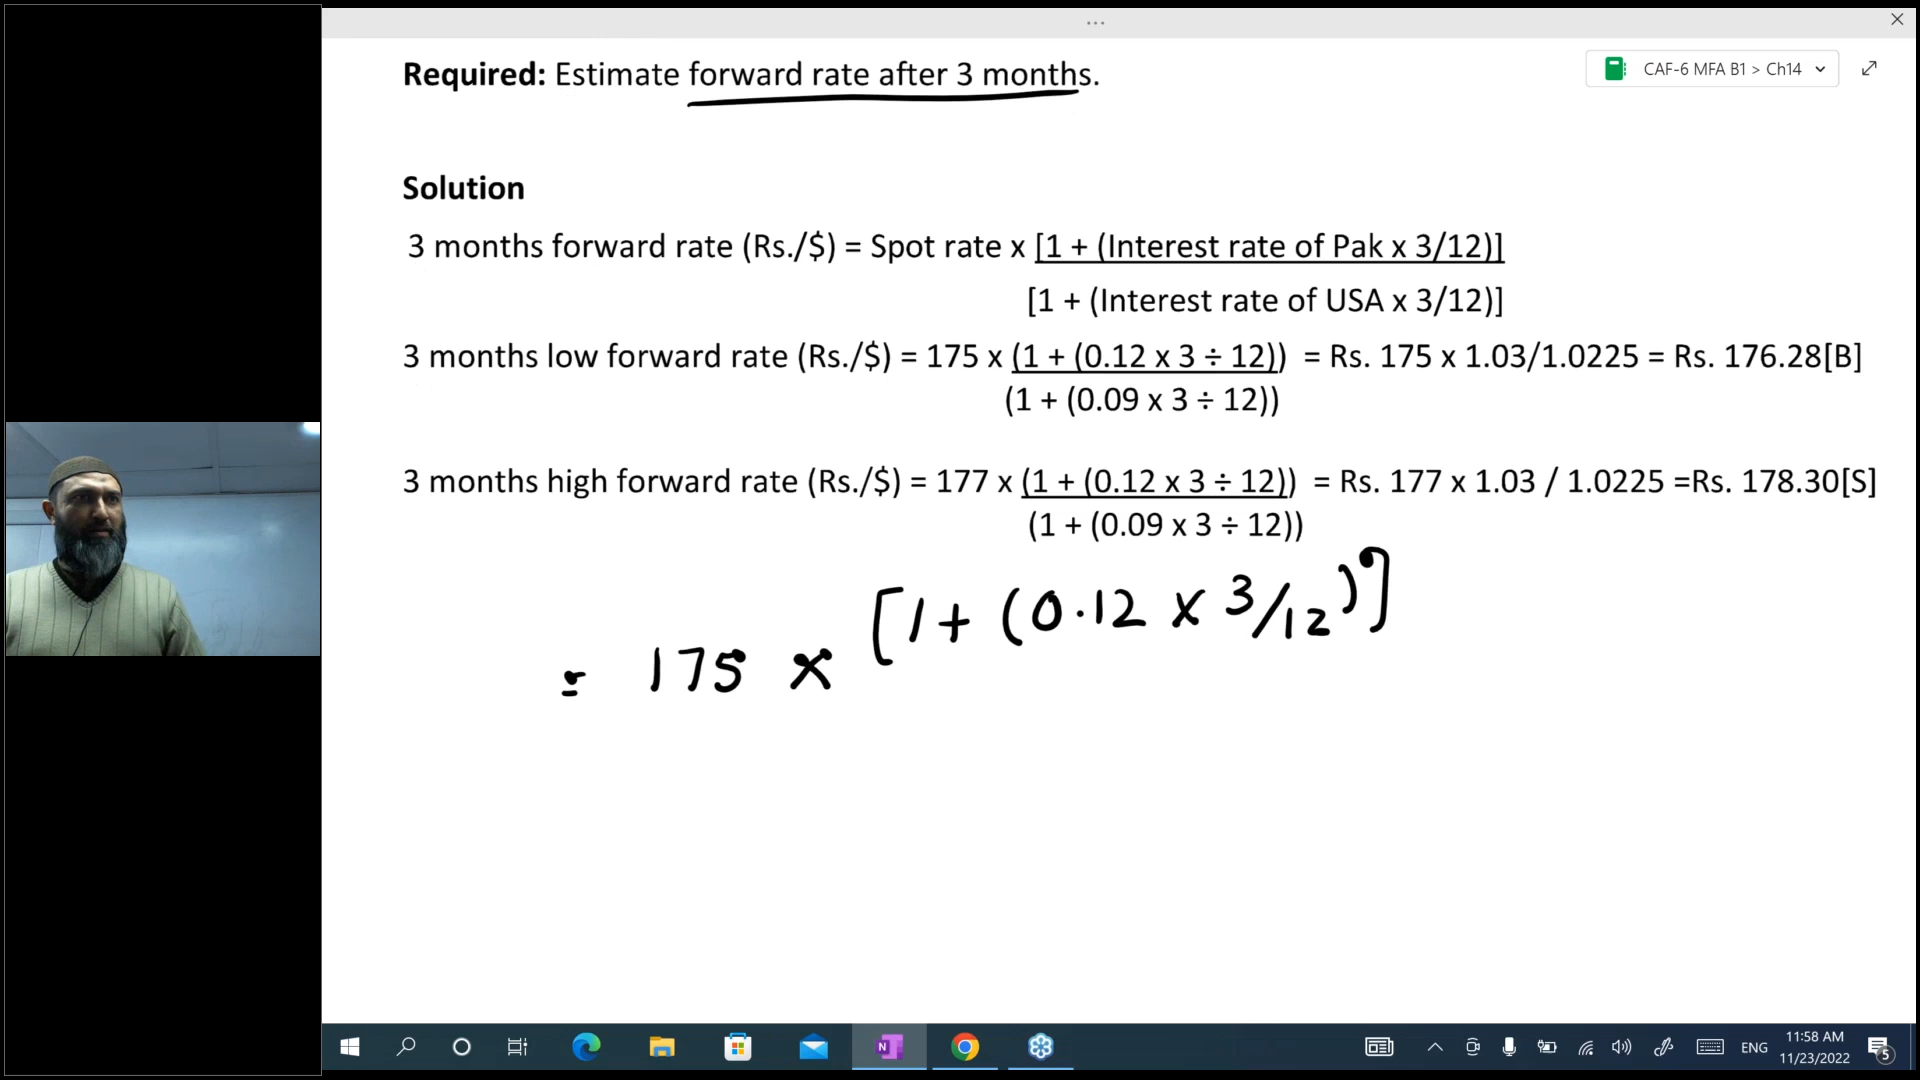 ...
Required: Estimate forward rate after 3 months.
CAF-6 MFA B1 > Ch14
Solution
3 months forward rate (Rs./$) = Spot rate x [1 + (Interest rate of Pak x 3/12)]
[1 + (Interest rate of USA x 3/12)]
3 months low forward rate (Rs./$) = 175 x (1 + (0.12 x 3 ÷ 12)) = Rs. 175 x 1.03/1.0225 = Rs. 176.28[B]
(1 + (0.09 x 3 ÷ 12))
3 months high forward rate (Rs./$) = 177 x (1 + (0.12 x 3 ÷ 12)) = Rs. 177 x 1.03 / 1.0225 =Rs. 178.30[S]
(1 + (0.09 x 3 ÷ 12))
= 175 x [1 + (0.12 x 3/12)]
N
ENG
11:58 AM
11/23/2022
5